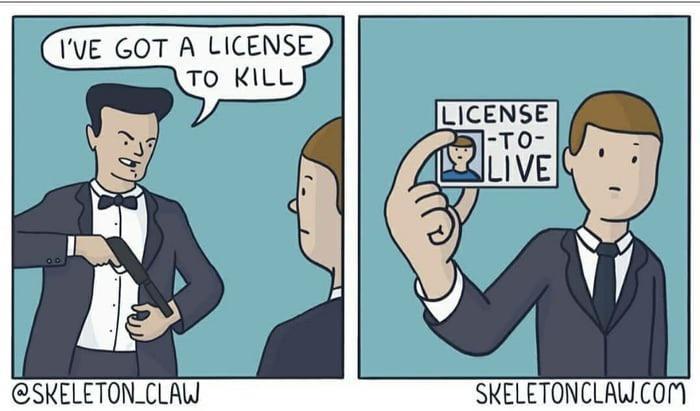 I'VE GOT A LICENSE
TO KILL
LICENSE
-TO-
LIVE
@SKELETON_CLAW
SKELETONCLAW.COM